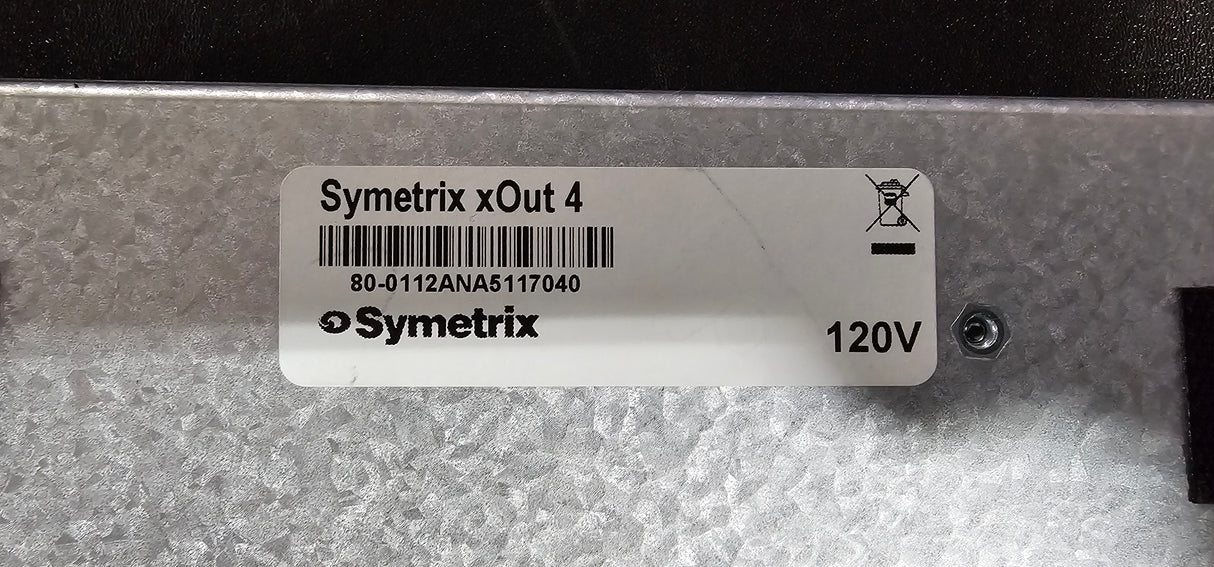 Symetrix xOut 4
80-0112ANA5117040
Symetrix
120V